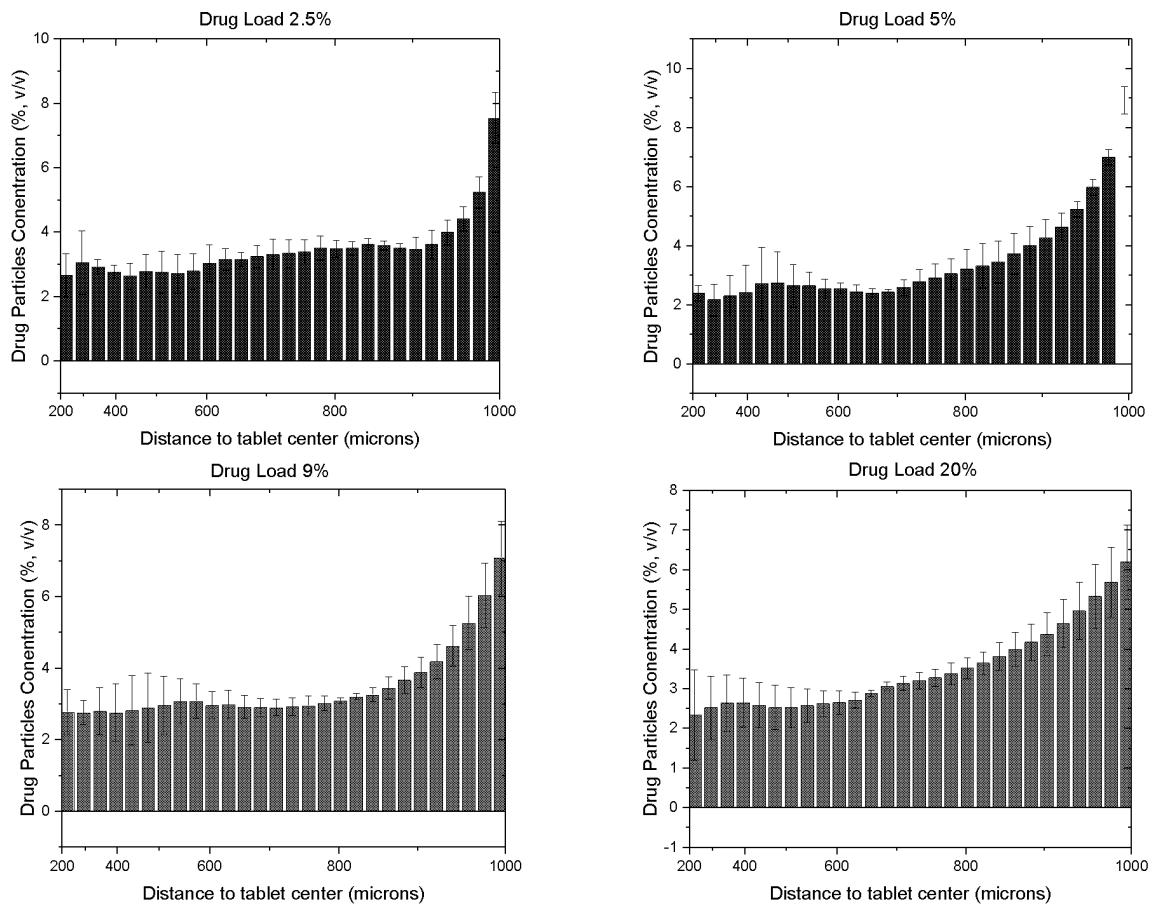 Drug Load 2.5%
Drug Particles Conentration (%, v/v)
10
8
6
4
2
0
200 400 600 800 1000
Distance to tablet center (microns)
Drug Load 5%
Drug Particles Conentration (%, v/v)
10
8
6
4
2
0
200 400 600 800 1000
Distance to tablet center (microns)
Drug Load 9%
Drug Particles Conentration (%, v/v)
8
6
4
2
0
200 400 600 800 1000
Distance to tablet center (microns)
Drug Load 20%
Drug Particles Conentration (%, v/v)
8
7
6
5
4
3
2
1
0
-1
200 400 600 800 1000
Distance to tablet center (microns)